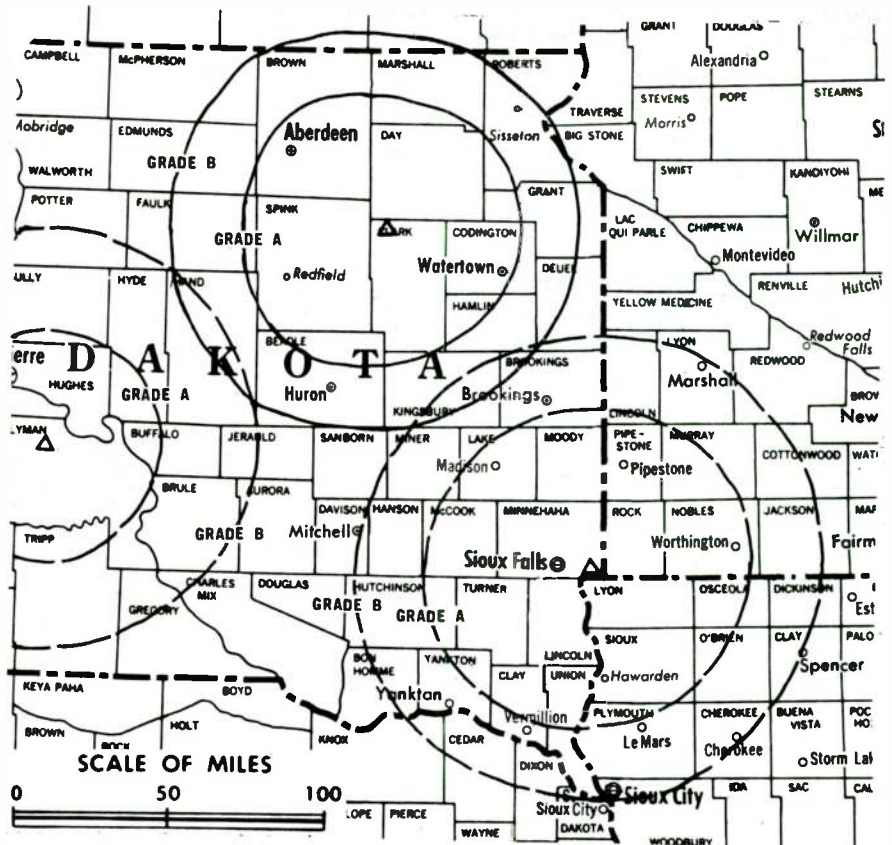 GRANT
DOUGLAS
CAMPBELL
McPHERSON
BROWN
MARSHALL
ROBERTS
Alexandria
STEVENS
POPE
STEARNS
TRAVERSE
Morris
Mobridge
EDMUNDS
Aberdeen
DAY
Sisseton
BIG STONE
GRADE B
SWIFT
KANDIYOHI
WALWORTH
POTTER
FAULK
SPINK
GRANT
LAC
QUI PARLE
CHIPPEWA
Willmar
GRADE A
CODINGTON
Watertown
Montevideo
HYDE
Redfield
DEUEL
RENVILLE
HAMLIN
YELLOW MEDICINE
BEADLE
LYON
Redwood
Falls
DAKOTA
BROOKINGS
REDWOOD
HUGHES
Marshall
GRADE A
Huron
Brookings
KINGSBURY
LINCOLN
New
BUFFALO
JERAULD
SANBORN
MINER
LAKE
MOODY
PIPE-
STONE
MURRAY
COTTONWOOD
Madison
Pipestone
BRULE
AURORA
DAVISON
HANSON
McCOOK
MINNEHAHA
ROCK
NOBLES
JACKSON
GRADE B
Mitchell
Worthington
Fairm
TRIPP
Sioux Falls
CHARLES
MIX
DOUGLAS
HUTCHINSON
TURNER
LYON
OSCEOLA
DICKINSON
GREGORY
GRADE B
GRADE A
Est
SIOUX
O'BRIEN
CLAY
PALO
BON
HOMME
YANKTON
LINCOLN
CLAY
UNION
Hawarden
Spencer
KEYA PAHA
BOYD
Yanktan
PLYMOUTH
CHEROKEE
BUENA
VISTA
BROWN
ROCK
HOLT
KNOX
CEDAR
Vermillion
Le Mars
Cherokee
SCALE OF MILES
DIXON
Storm Lak
0 50 100
Sioux City
IDA
SAC
CAL
PIERCE
Sioux City
WAYNE
DAKOTA
WOODBURY